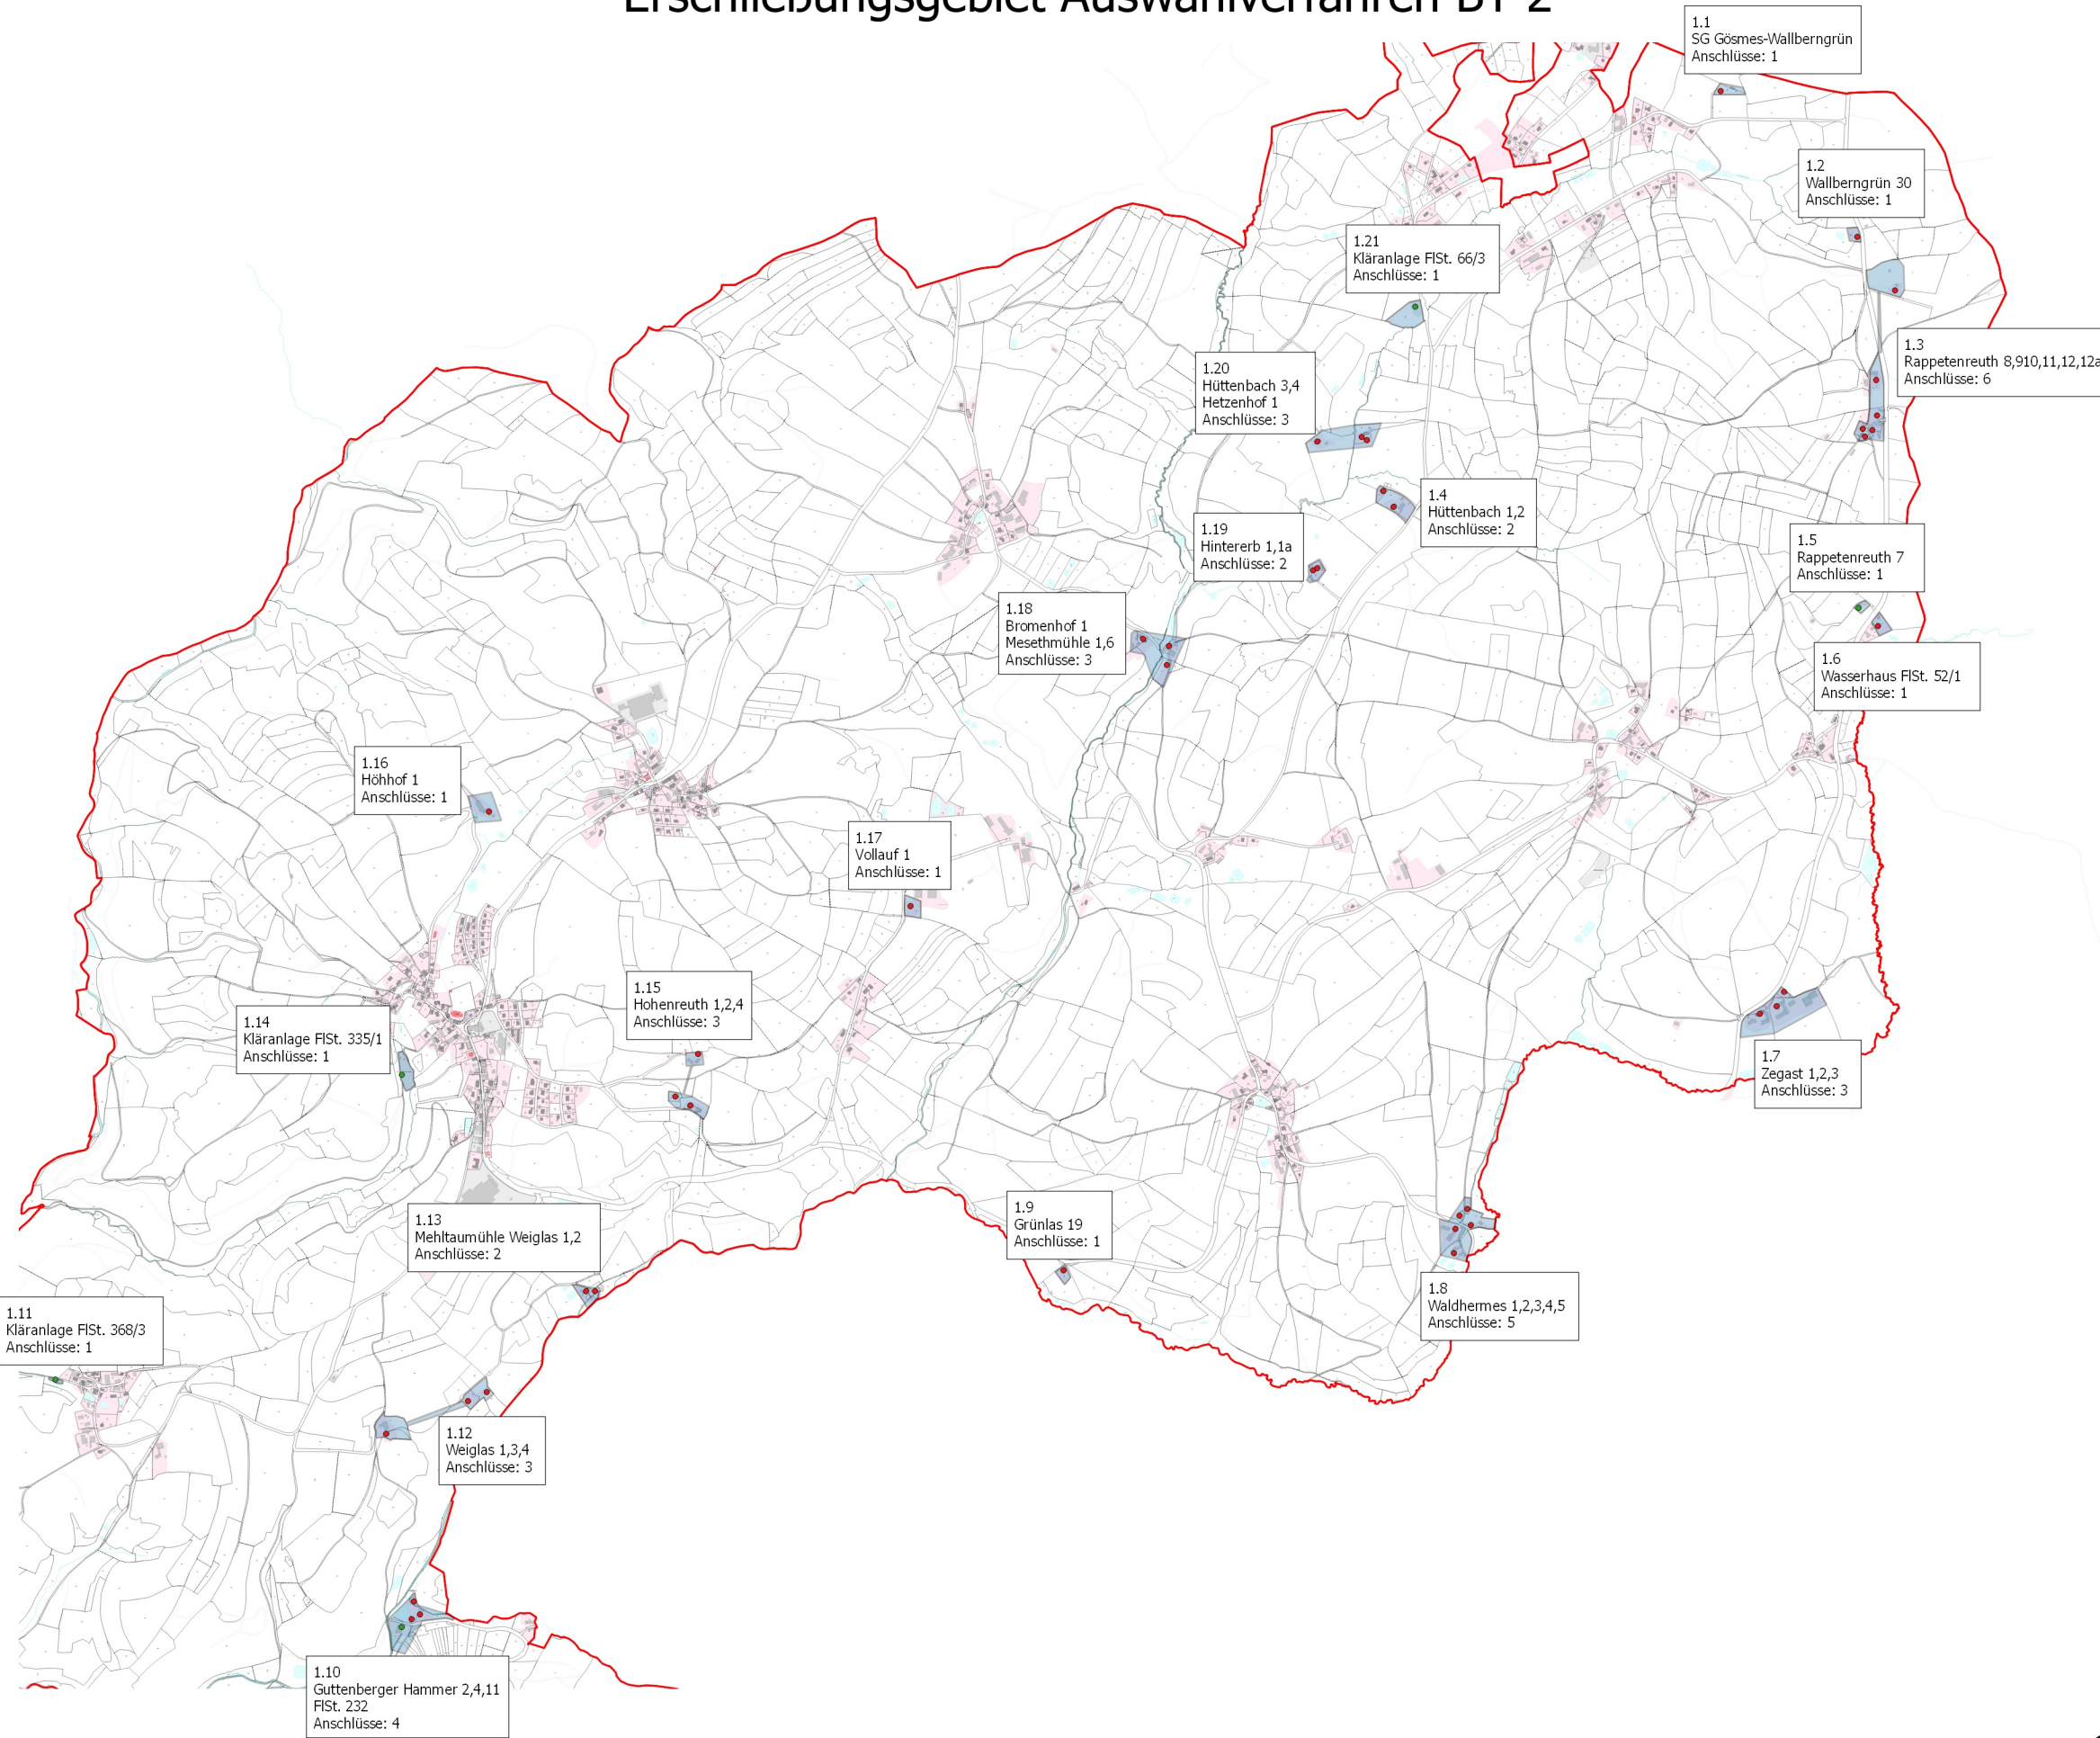 Erschließungsgebiet Auswahlverfahren BT 2
1.1
SG Gösmes-Wallberngrün
Anschlüsse: 1
1.2
Wallberngrün 30
Anschlüsse: 1
1.21
Kläranlage FlSt. 66/3
Anschlüsse: 1
1.3
Rappetenreuth 8,910,11,12,12a
Anschlüsse: 6
1.20
Hüttenbach 3,4
Hetzenhof 1
Anschlüsse: 3
1.4
Hüttenbach 1,2
Anschlüsse: 2
1.19
Hintererb 1,1a
Anschlüsse: 2
1.5
Rappetenreuth 7
Anschlüsse: 1
1.18
Bromenhof 1
Mesethmühle 1,6
Anschlüsse: 3
1.6
Wasserhaus FlSt. 52/1
Anschlüsse: 1
1.16
Höhhof 1
Anschlüsse: 1
1.17
Vollauf 1
Anschlüsse: 1
1.15
Hohenreuth 1,2,4
Anschlüsse: 3
1.14
Kläranlage FlSt. 335/1
Anschlüsse: 1
1.7
Zegast 1,2,3
Anschlüsse: 3
1.9
Grünlas 19
Anschlüsse: 1
1.13
Mehltaumühle Weiglas 1,2
Anschlüsse: 2
1.8
Waldhermes 1,2,3,4,5
Anschlüsse: 5
1.11
Kläranlage FlSt. 368/3
Anschlüsse: 1
1.12
Weiglas 1,3,4
Anschlüsse: 3
1.10
Guttenberger Hammer 2,4,11
FlSt. 232
Anschlüsse: 4